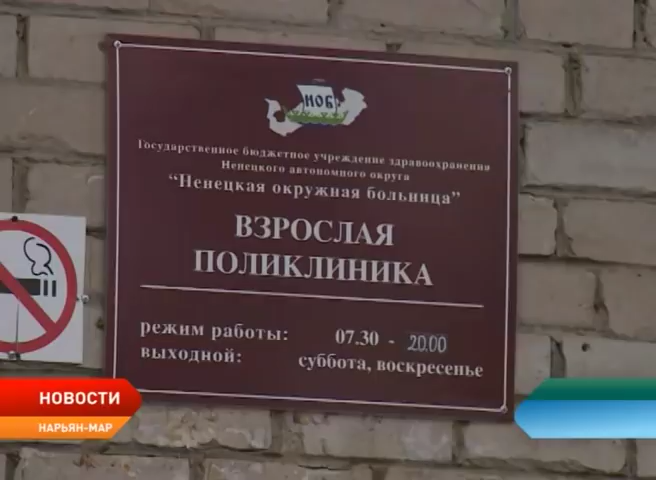 НОБ
Государственное бюджетное учреждение здравоохранения
Ненецкого автономного округа
“Ненецкая окружная больница”
ВЗРОСЛАЯ
ПОЛИКЛИНИКА
режим работы: 07.30 - 20.00
выходной: суббота, воскресенье
НОВОСТИ
НАРЬЯН-МАР